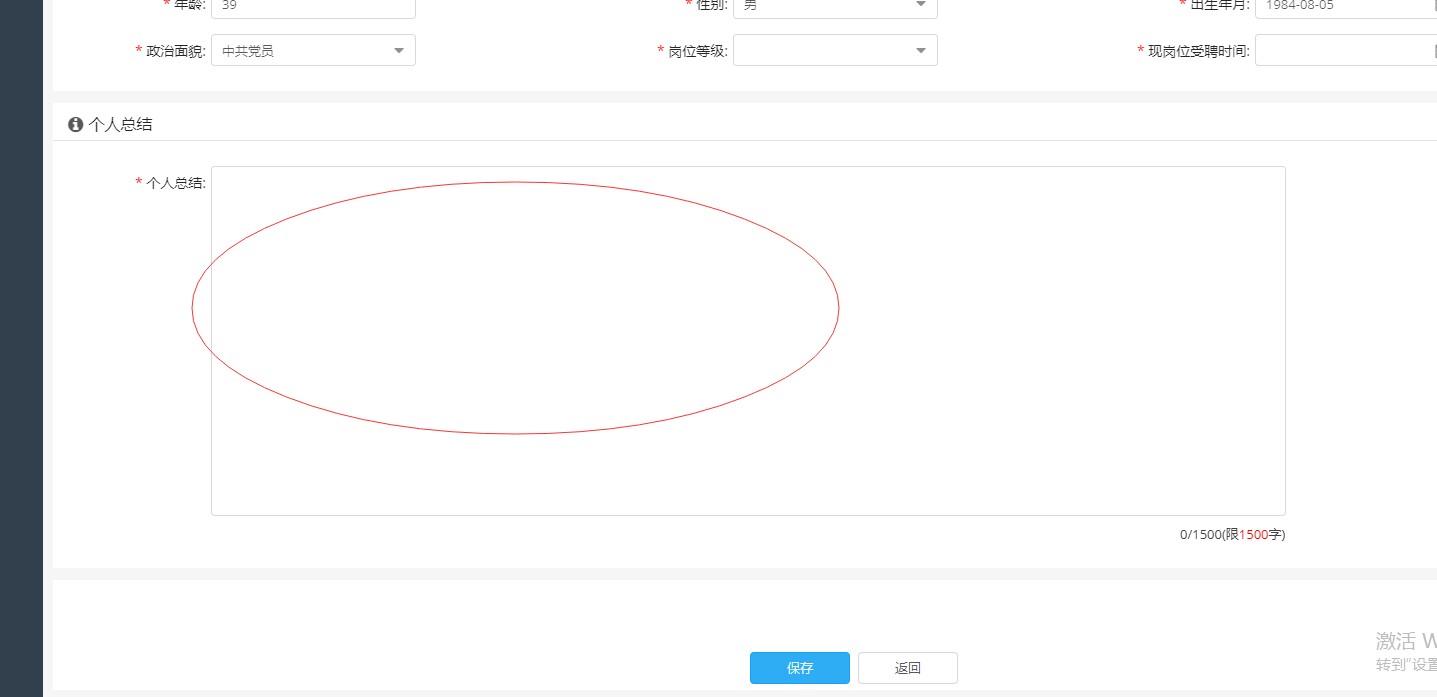 * 年龄: 39 * 性别: 男 * 出生年月: 1984-08-05
* 政治面貌: 中共党员 * 岗位等级: * 现岗位受聘时间:
个人总结
* 个人总结:
0/1500(限1500字)
激活 W
转到"设置
保存 返回